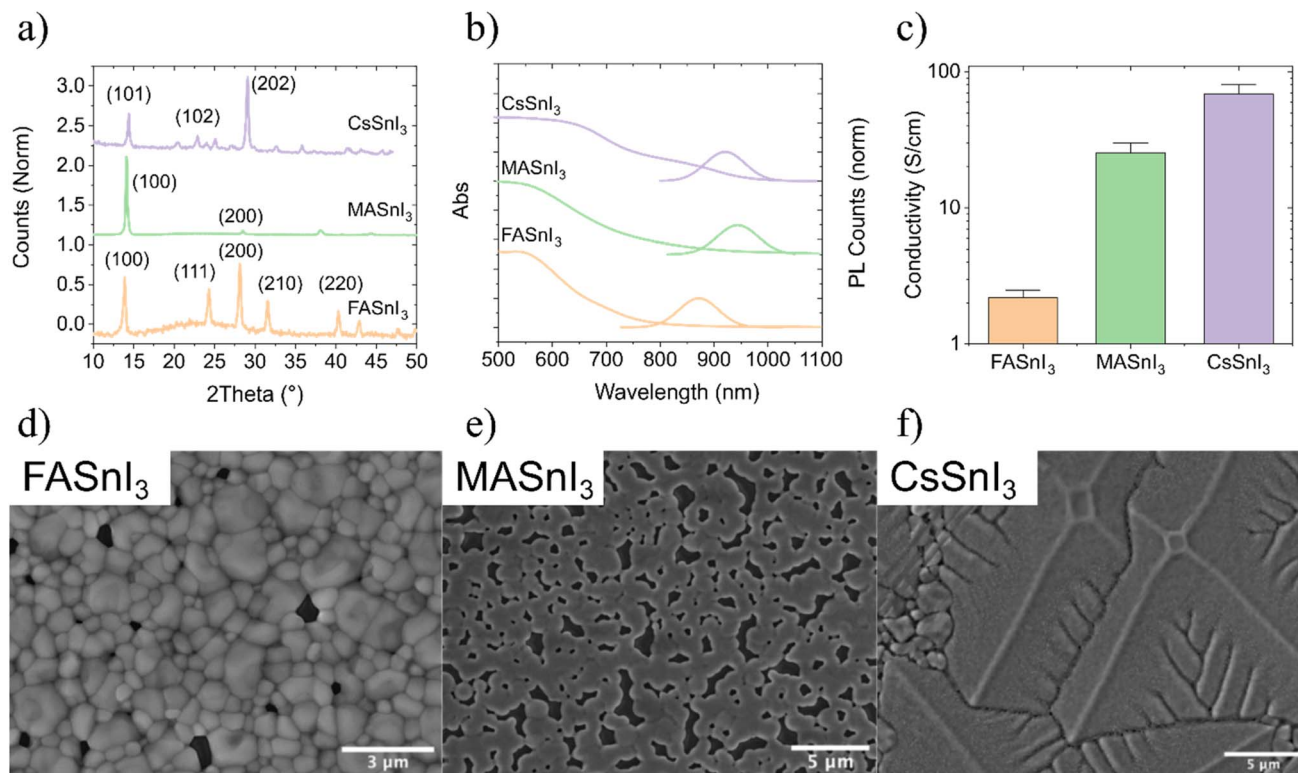 a)
b)
c)
3.0
2.5
2.0
1.5
1.0
0.5
0.0
Counts (Norm)
(101)
(102)
(202)
CsSnI₃
(100)
(200)
MASnI₃
(100)
(111)
(200)
(210)
(220)
FASnI₃
10 15 20 25 30 35 40 45 50
2Theta (°)
Abs
CsSnI₃
MASnI₃
FASnI₃
PL Counts (norm)
500 600 700 800 900 1000 1100
Wavelength (nm)
Conductivity (S/cm)
100
10
1
FASnI₃ MASnI₃ CsSnI₃
d)
e)
f)
FASnI₃
MASnI₃
CsSnI₃
3 µm
5 µm
5 µm